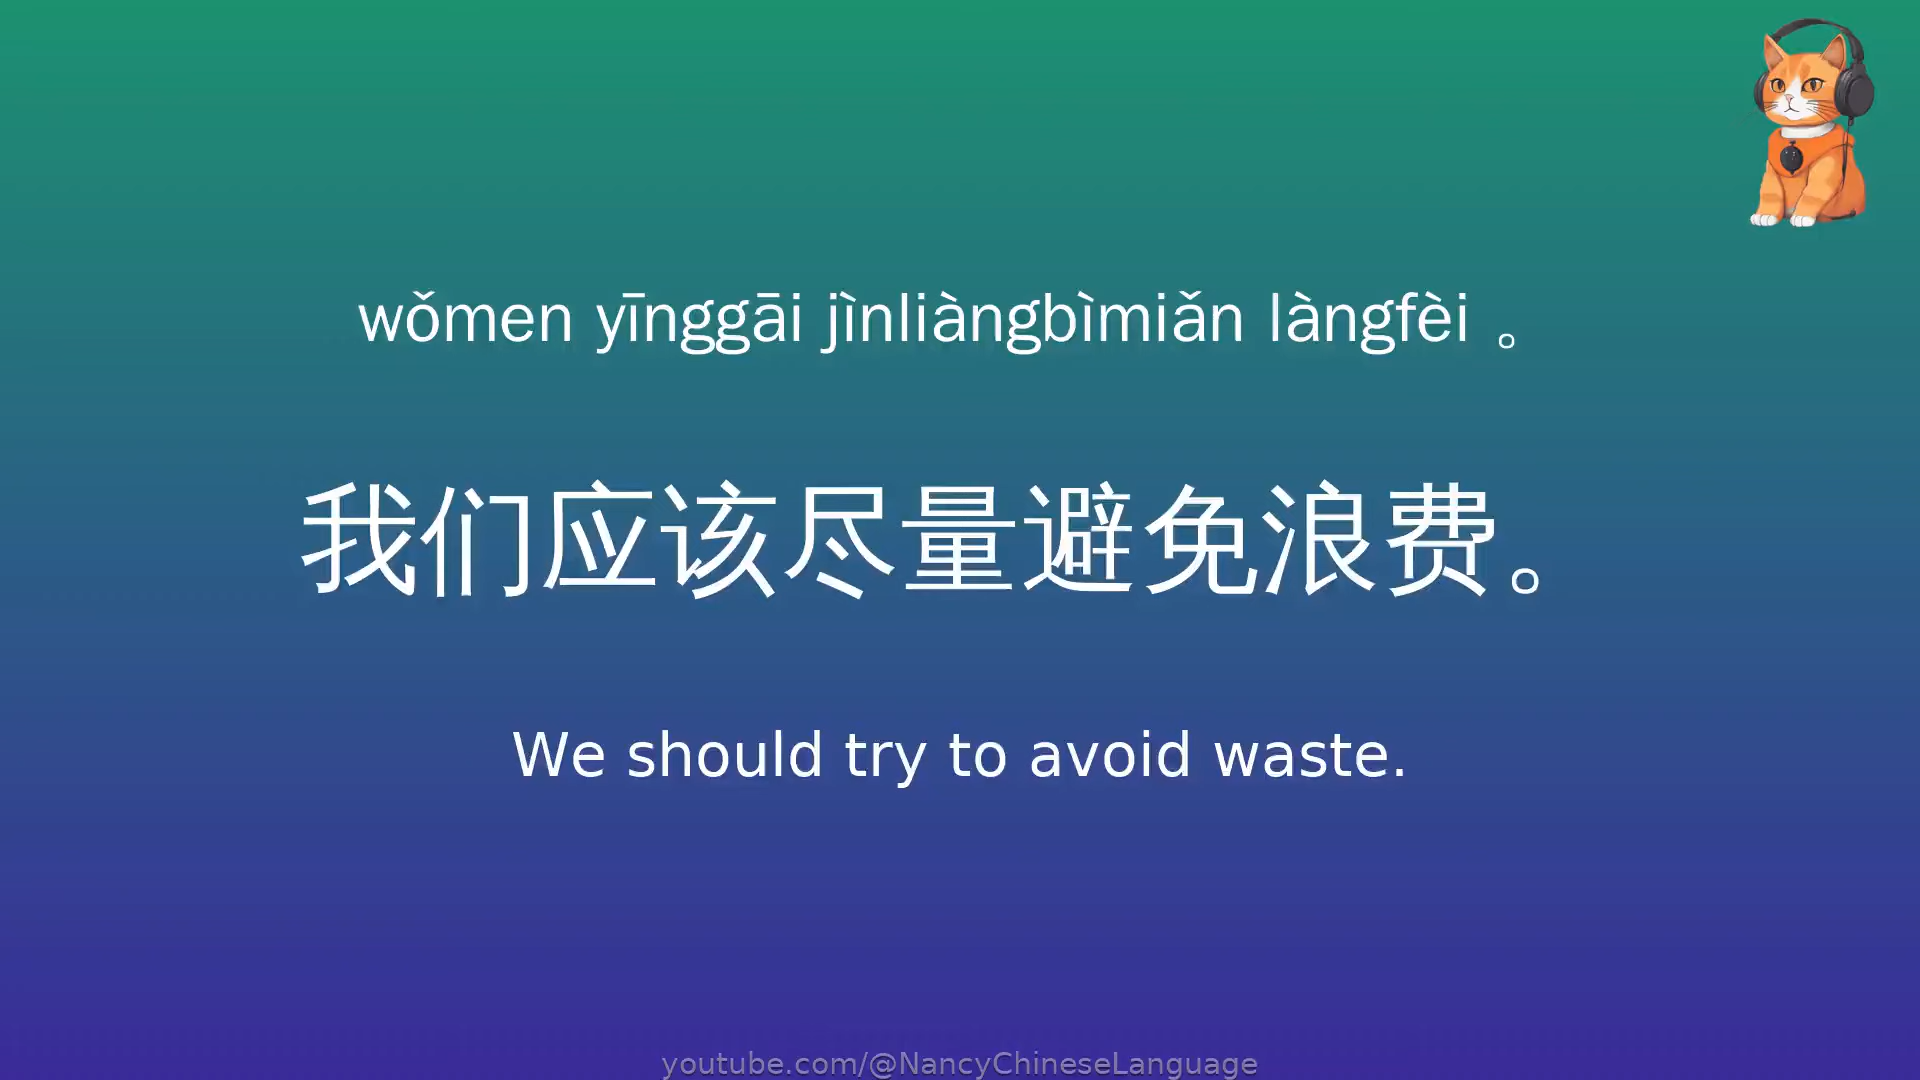 wǒmen yīnggāi jìnliàngbìmiǎn làngfèi 。
我们应该尽量避免浪费。
We should try to avoid waste.
youtube.com/@NancyChineseLanguage